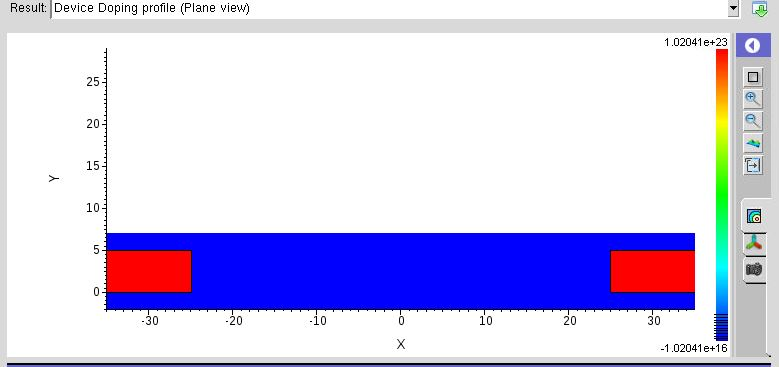 Result: Device Doping profile (Plane view)
1.02041e+23
25
20
15
Y
10
5
0
-30 -20 -10 0 10 20 30
X
-1.02041e+16